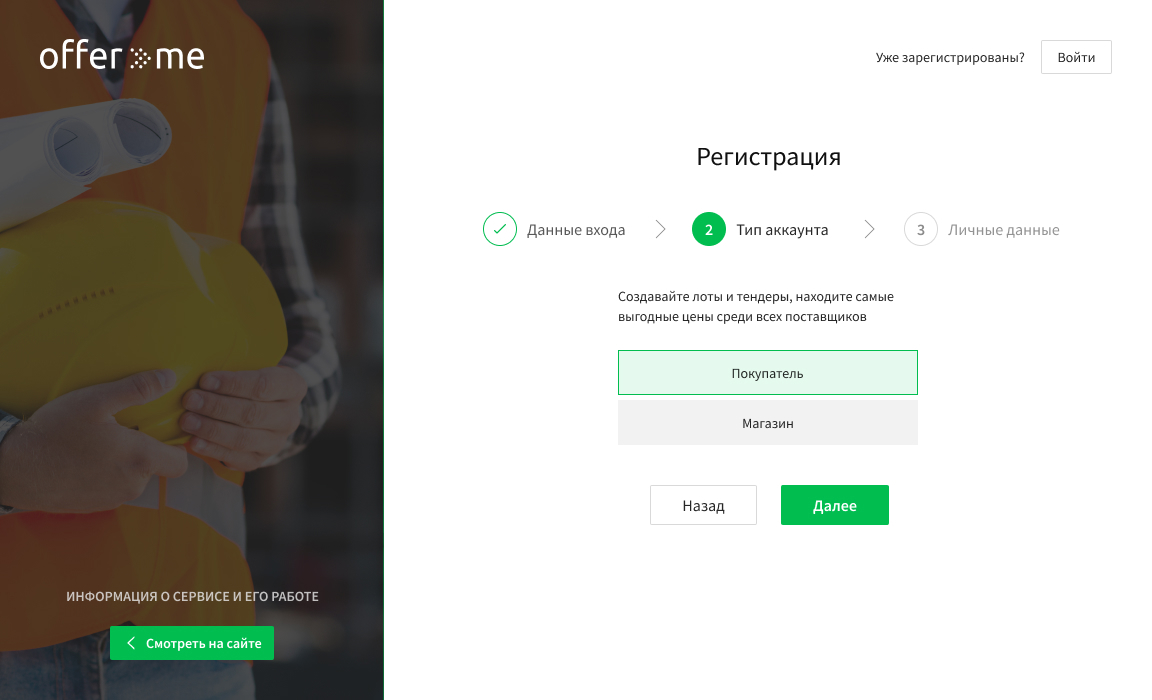 offer me
Уже зарегистрированы?
Войти
Регистрация
Данные входа
2
Тип аккаунта
3
Личные данные
Создавайте лоты и тендеры, находите самые
выгодные цены среди всех поставщиков
Покупатель
Магазин
Назад
Далее
ИНФОРМАЦИЯ О СЕРВИСЕ И ЕГО РАБОТЕ
Смотреть на сайте